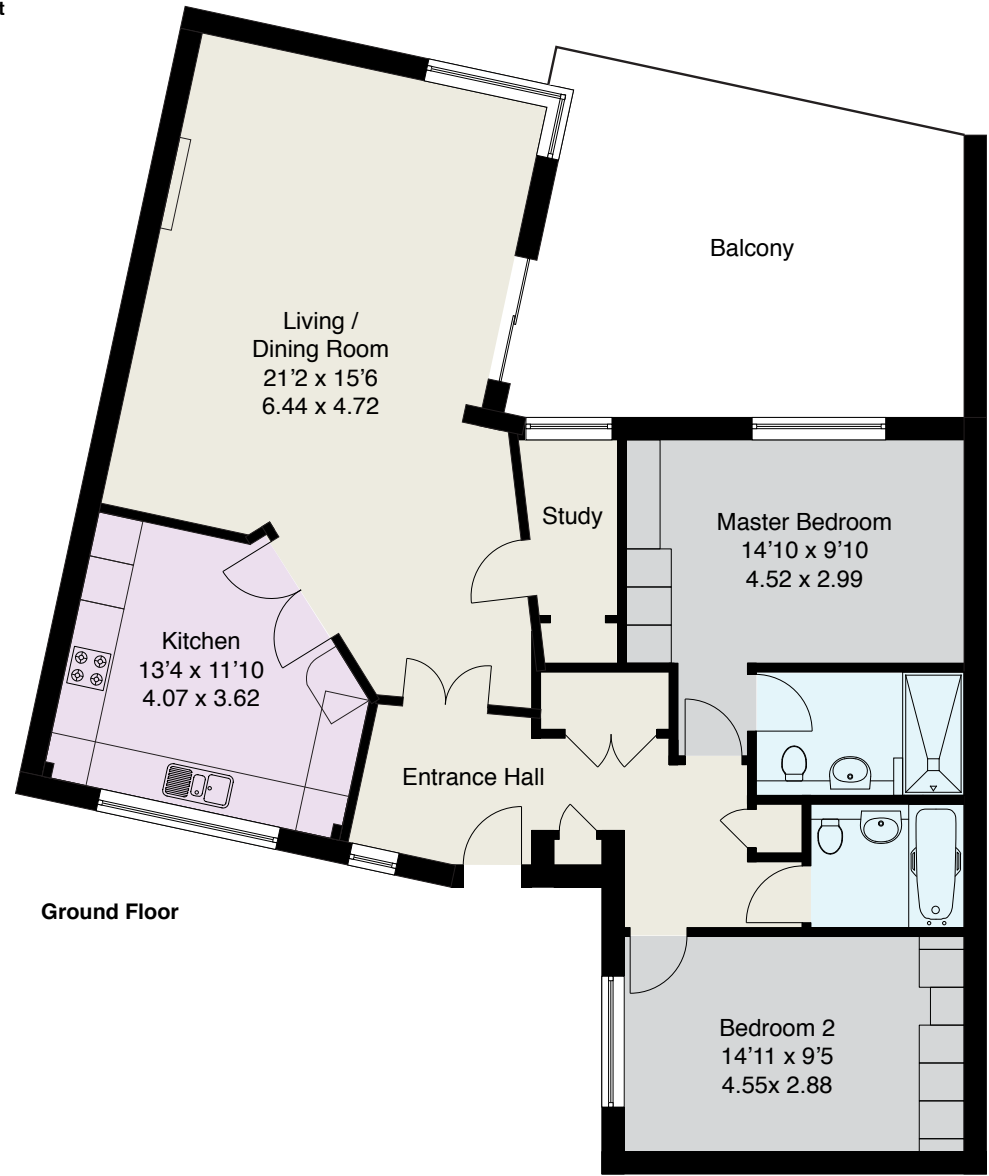 t
Balcony
Living /
Dining Room
21’2 x 15’6
6.44 x 4.72
Study
Master Bedroom
14’10 x 9’10
4.52 x 2.99
Kitchen
13’4 x 11’10
4.07 x 3.62
Entrance Hall
Ground Floor
Bedroom 2
14’11 x 9’5
4.55x 2.88